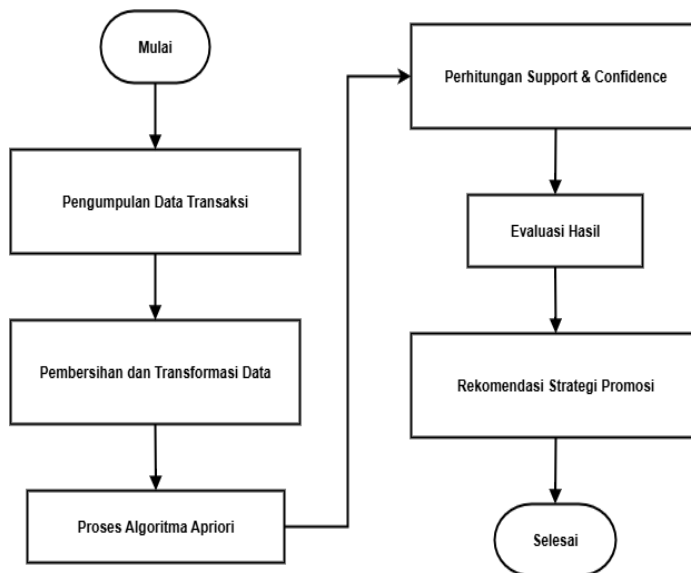 Mulai
Pengumpulan Data Transaksi
Pembersihan dan Transformasi Data
Proses Algoritma Apriori
Perhitungan Support & Confidence
Evaluasi Hasil
Rekomendasi Strategi Promosi
Selesai